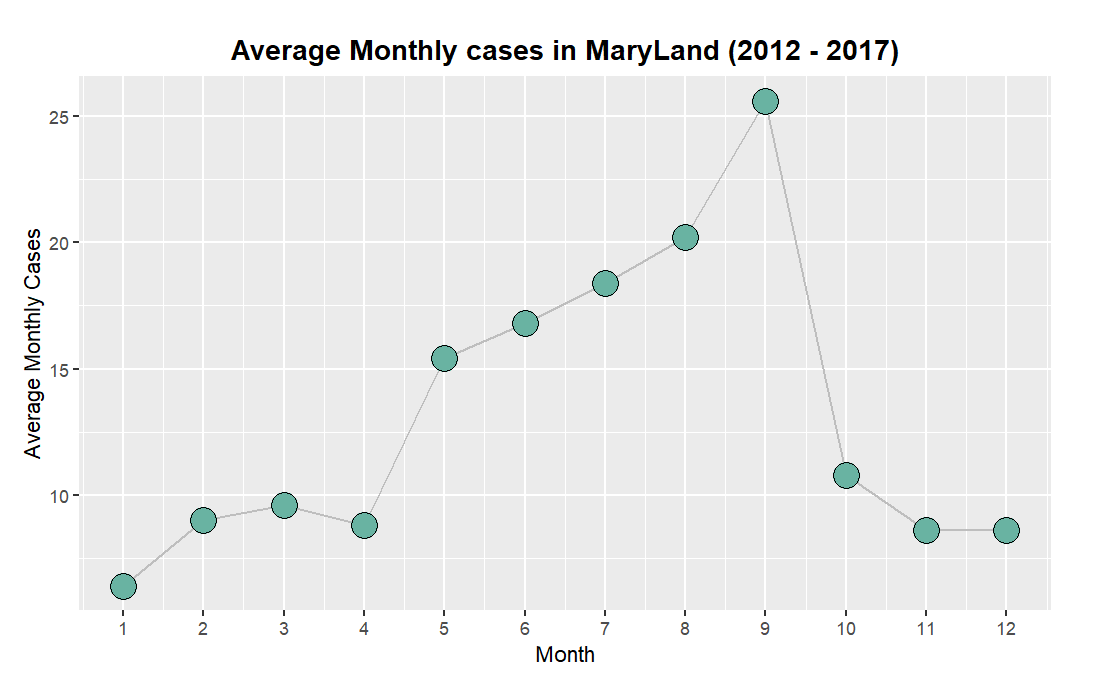 Average Monthly cases in MaryLand (2012 - 2017)
Average Monthly Cases
25
20
15
10
1 2 3 4 5 6 7 8 9 10 11 12
Month